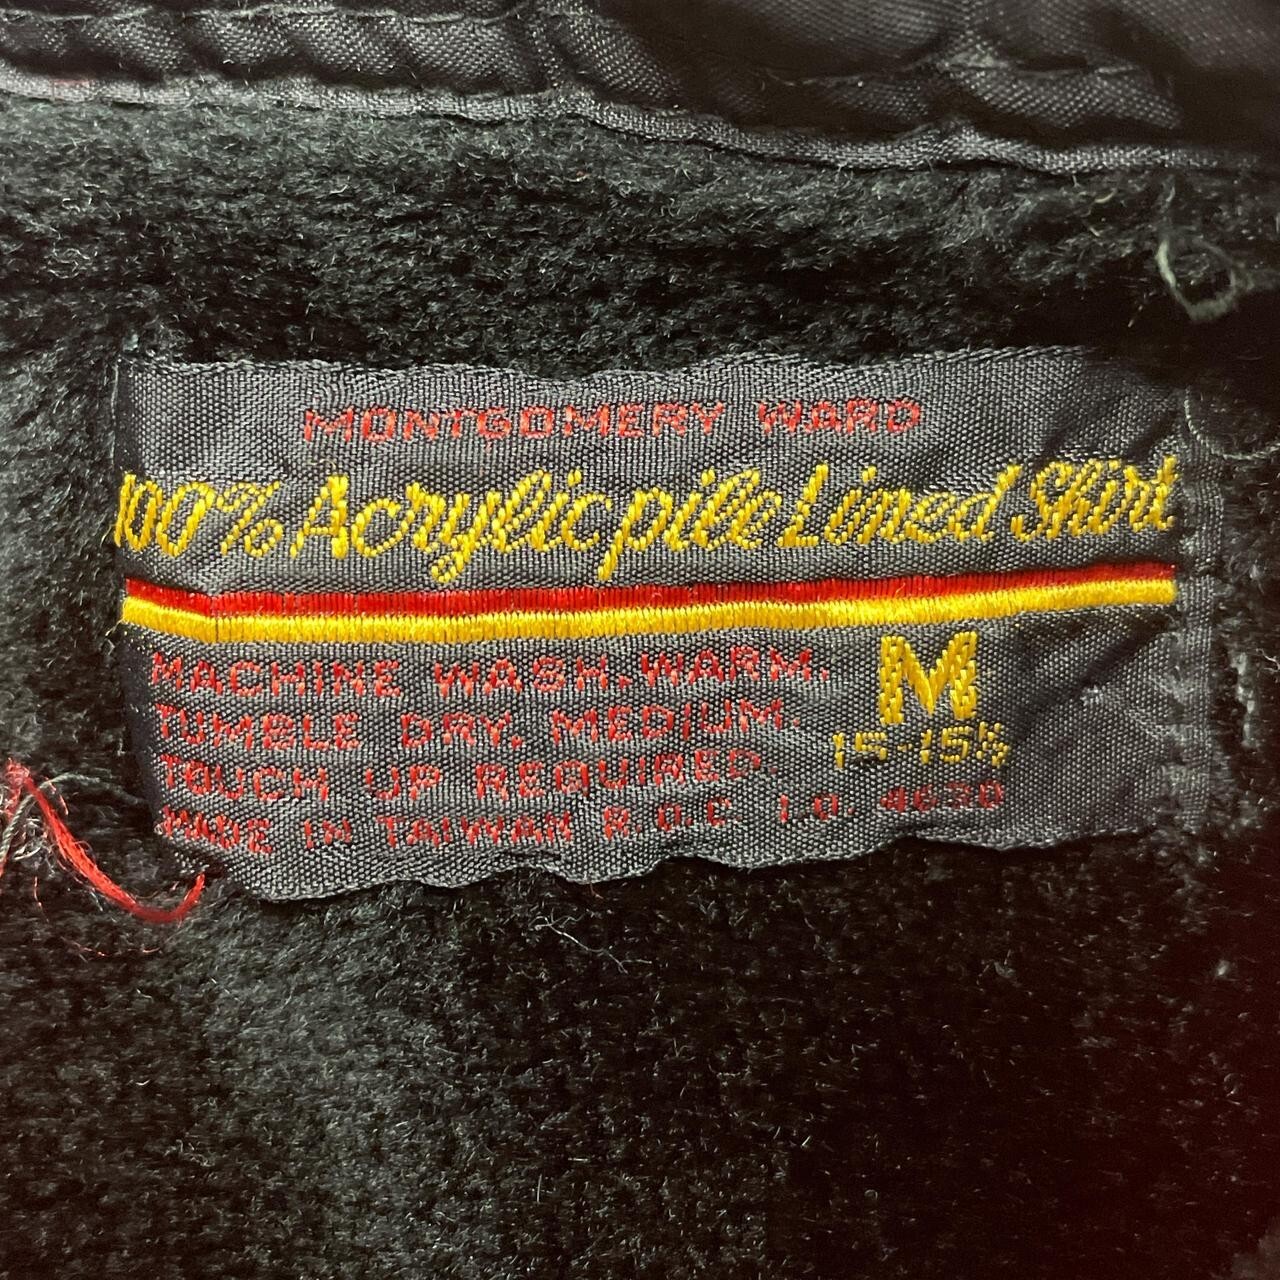 MONTGOMERY WARD
100% Acrylic pile Lined Shirt
MACHINE WASH. WARM.
TUMBLE DRY. MEDIUM.
TOUCH UP REQUIRED.
MADE IN TAIWAN R.O.C. I.O. 4630
M
15-15½